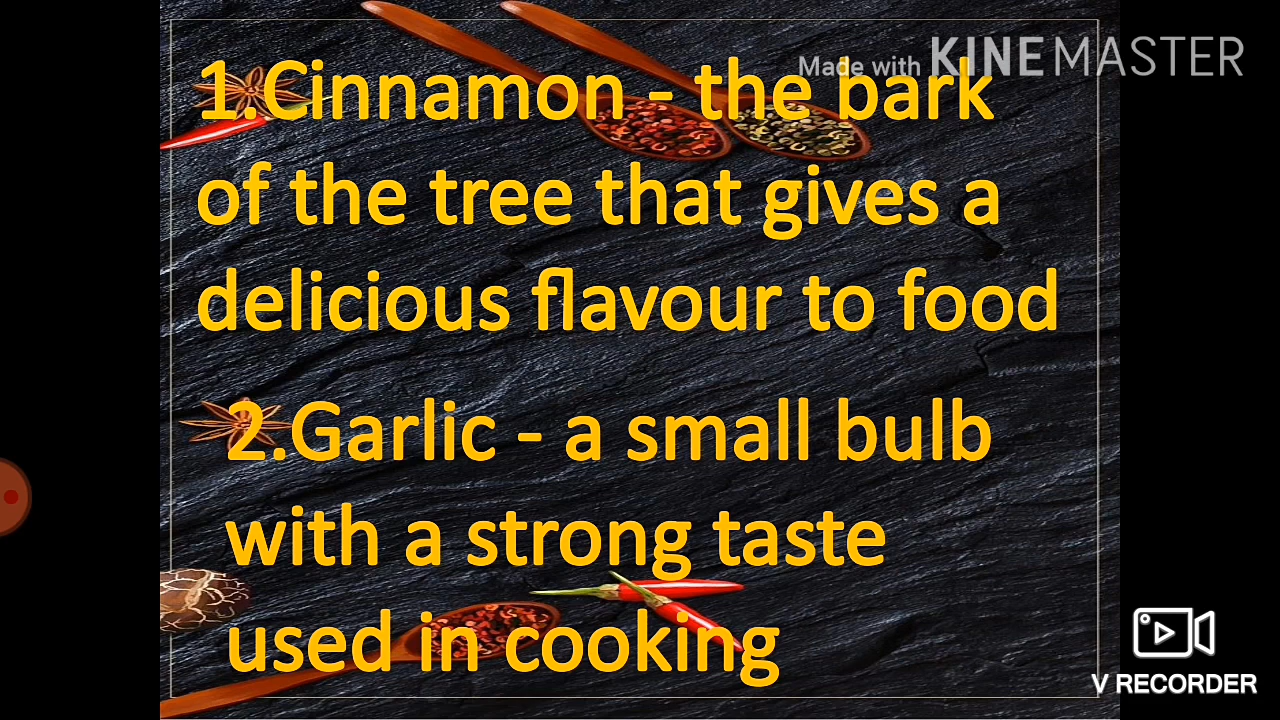 Made with KINEMASTER
1.Cinnamon - the bark
of the tree that gives a
delicious flavour to food
2.Garlic - a small bulb
with a strong taste
used in cooking
V RECORDER